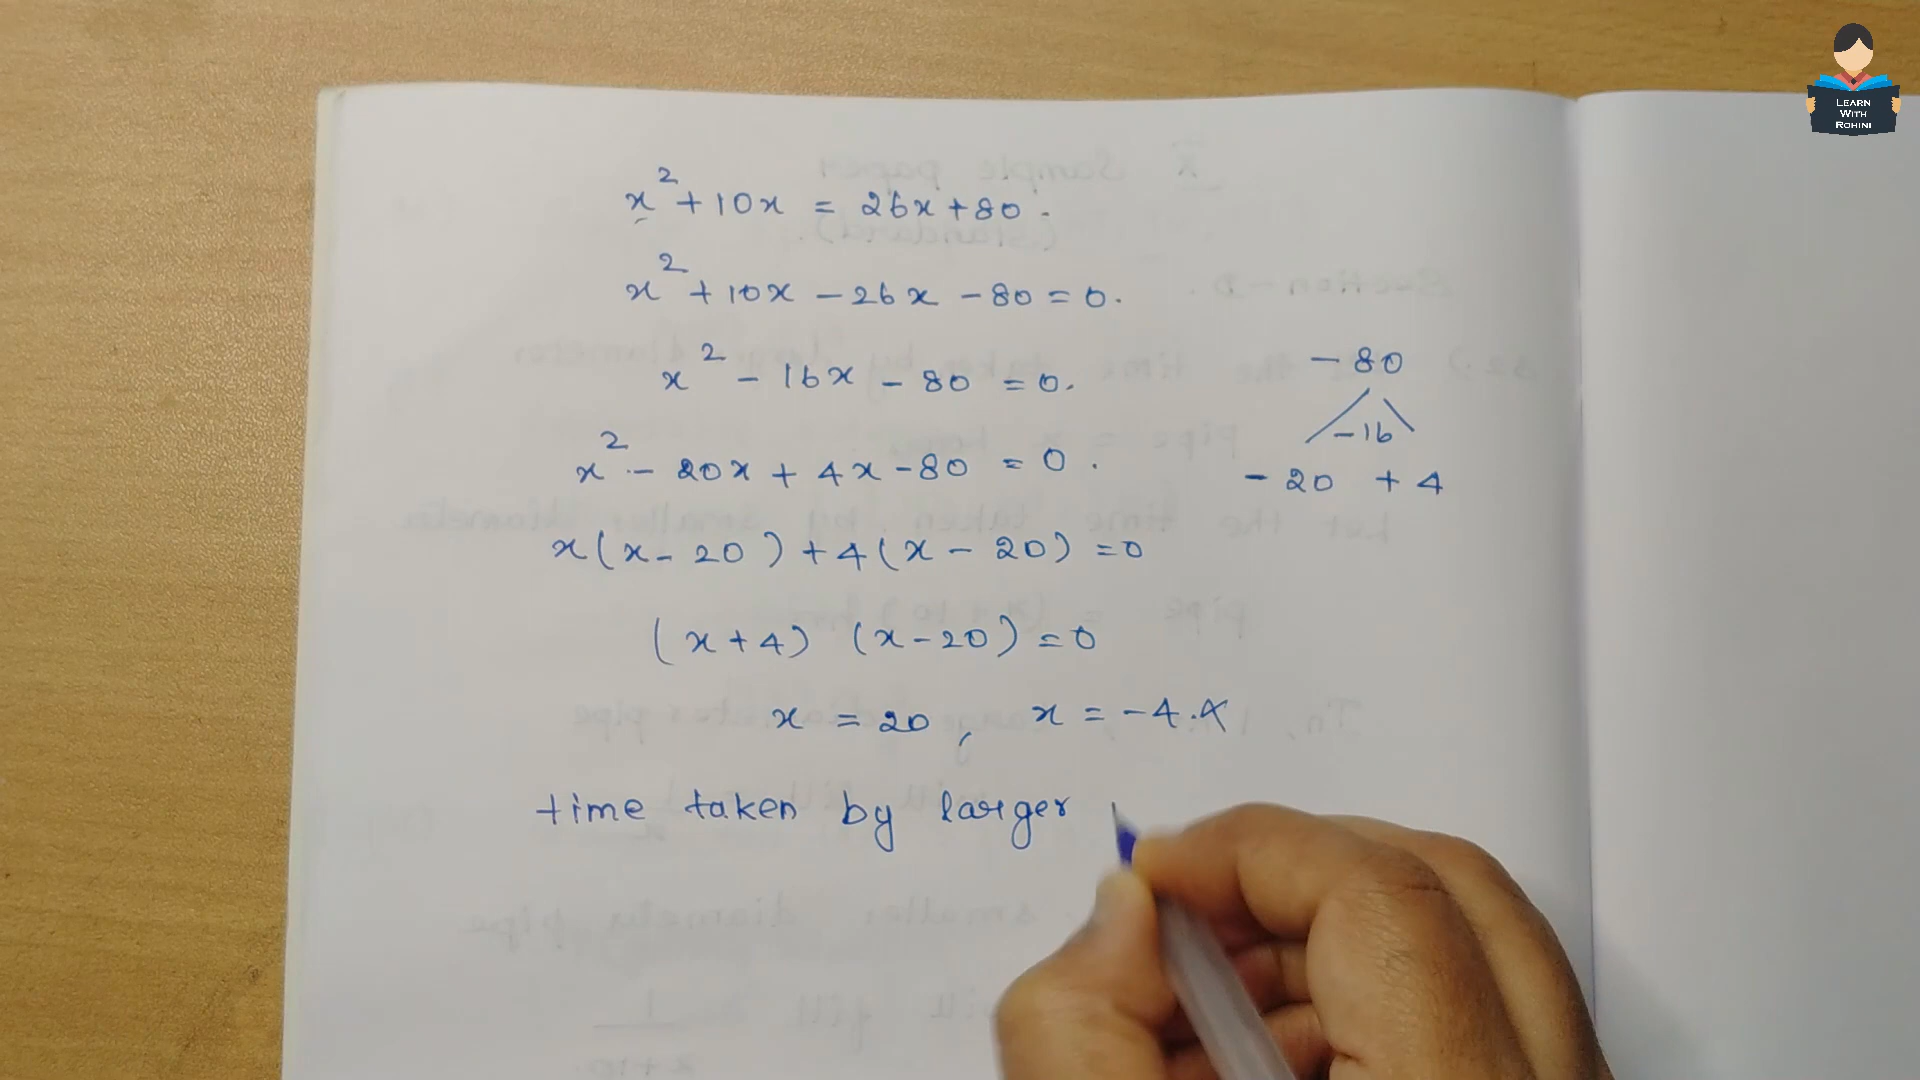 LEARN
WITH
ROHINI
x² + 10x = 26x + 80.
x² + 10x - 26x - 80 = 0.
x² - 16x - 80 = 0.
x² - 20x + 4x - 80 = 0.
x(x - 20) + 4(x - 20) = 0
(x + 4) (x - 20) = 0
x = 20, x = -4.
time taken by larger
-80
-16
-20 +4